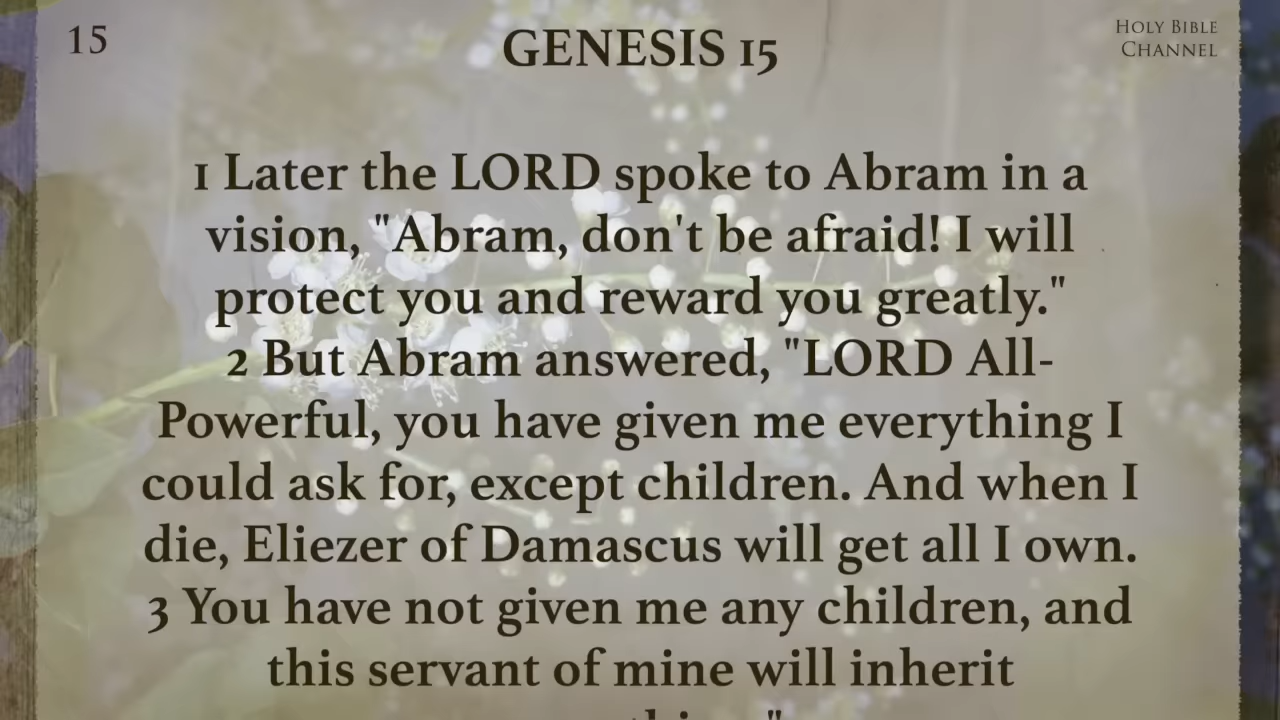 15
GENESIS 15
HOLY BIBLE
CHANNEL
1 Later the LORD spoke to Abram in a
vision, "Abram, don't be afraid! I will
protect you and reward you greatly."
2 But Abram answered, "LORD All-
Powerful, you have given me everything I
could ask for, except children. And when I
die, Eliezer of Damascus will get all I own.
3 You have not given me any children, and
this servant of mine will inherit